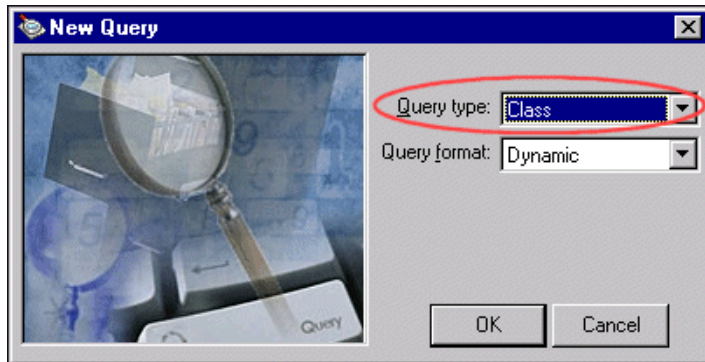 New Query
Query type: Class
Query format: Dynamic
Query
OK Cancel